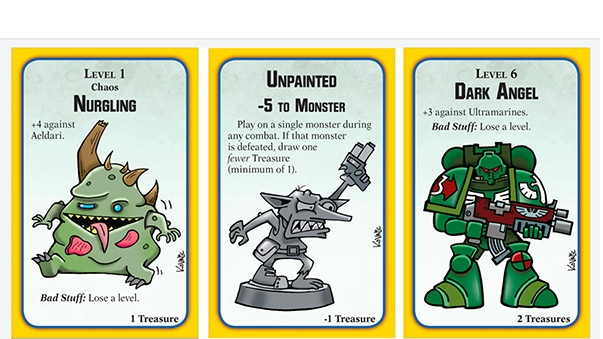 LEVEL 1
Chaos
NURGLING
+4 against
Aeldari.
Bad Stuff: Lose a level.
1 Treasure
UNPAINTED
-5 TO MONSTER
Play on a single monster during
any combat. If that monster
is defeated, draw one
fewer Treasure
(minimum of 1).
-1 Treasure
LEVEL 6
DARK ANGEL
+3 against Ultramarines.
Bad Stuff: Lose a level.
3
2 Treasures